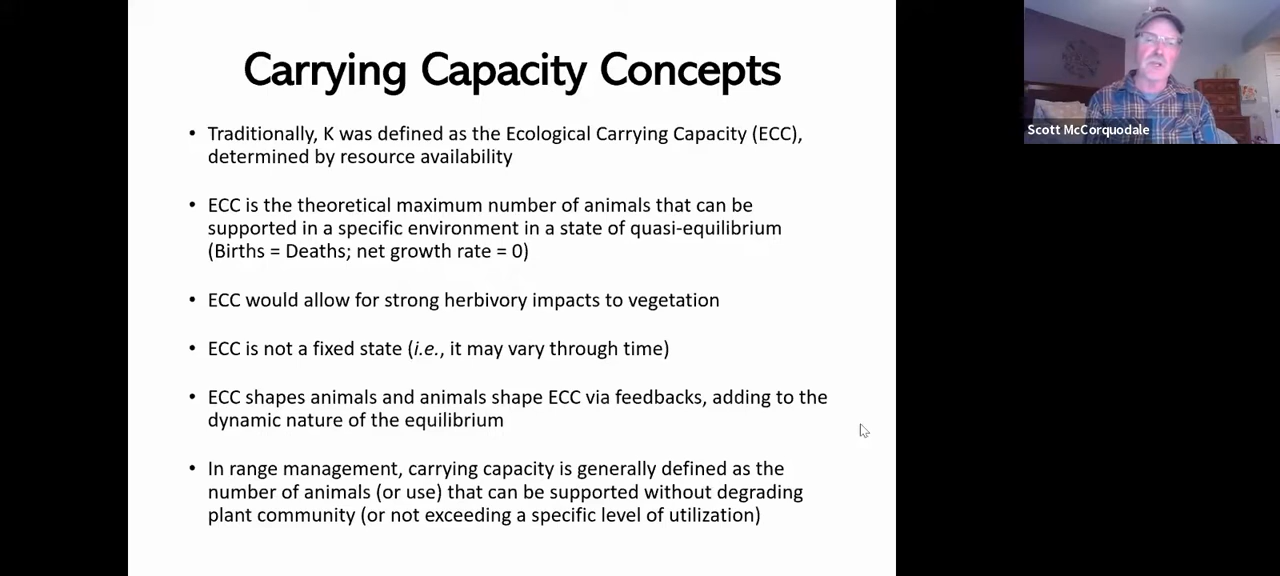 Carrying Capacity Concepts
• Traditionally, K was defined as the Ecological Carrying Capacity (ECC),
determined by resource availability
• ECC is the theoretical maximum number of animals that can be
supported in a specific environment in a state of quasi-equilibrium
(Births = Deaths; net growth rate = 0)
• ECC would allow for strong herbivory impacts to vegetation
• ECC is not a fixed state (i.e., it may vary through time)
• ECC shapes animals and animals shape ECC via feedbacks, adding to the
dynamic nature of the equilibrium
• In range management, carrying capacity is generally defined as the
number of animals (or use) that can be supported without degrading
plant community (or not exceeding a specific level of utilization)
Scott McCorquodale